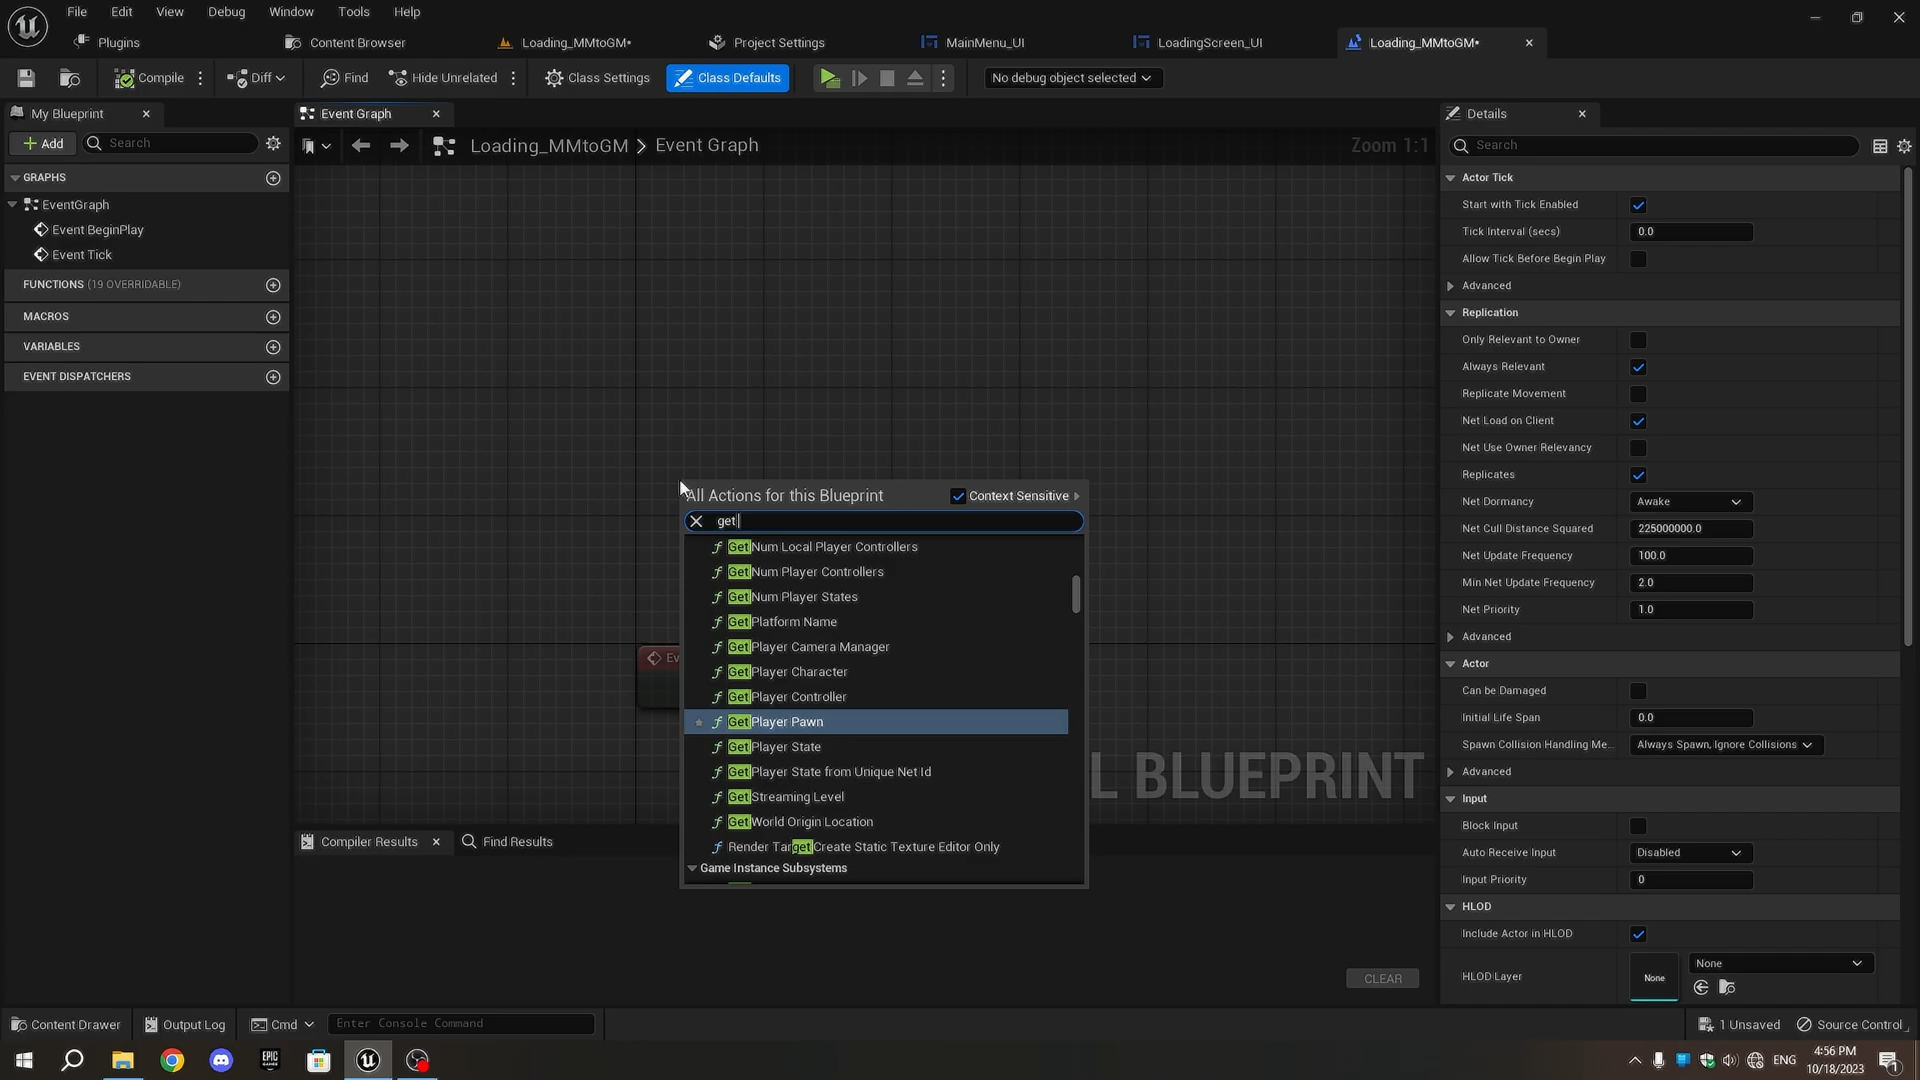 File Edit View Debug Window Tools Help
Plugins Content Browser Loading_MMtoGM* Project Settings MainMenu_UI LoadingScreen_UI Loading_MMtoGM*
Compile Diff Find Hide Unrelated Class Settings Class Defaults No debug object selected
My Blueprint Event Graph Details
Add Search Loading_MMtoGM > Event Graph Zoom 1:1 Search
GRAPHS
EventGraph
Event BeginPlay
Event Tick
FUNCTIONS (19 OVERRIDABLE)
MACROS
VARIABLES
EVENT DISPATCHERS
Ev
L BLUEPRINT
All Actions for this Blueprint Context Sensitive
get
Get Num Local Player Controllers
Get Num Player Controllers
Get Num Player States
Get Platform Name
Get Player Camera Manager
Get Player Character
Get Player Controller
Get Player Pawn
Get Player State
Get Player State from Unique Net Id
Get Streaming Level
Get World Origin Location
Render Target Create Static Texture Editor Only
Game Instance Subsystems
Compiler Results Find Results
CLEAR
Actor Tick
Start with Tick Enabled
Tick Interval (secs) 0.0
Allow Tick Before Begin Play
Advanced
Replication
Only Relevant to Owner
Always Relevant
Replicate Movement
Net Load on Client
Net Use Owner Relevancy
Replicates
Net Dormancy Awake
Net Cull Distance Squared 225000000.0
Net Update Frequency 100.0
Min Net Update Frequency 2.0
Net Priority 1.0
Advanced
Actor
Can be Damaged
Initial Life Span 0.0
Spawn Collision Handling Me... Always Spawn, Ignore Collisions
Advanced
Input
Block Input
Auto Receive Input Disabled
Input Priority 0
HLOD
Include Actor in HLOD
HLOD Layer None None
Content Drawer Output Log Cmd Enter Console Command 1 Unsaved Source Control
EPIC GAMES ENG 4:56 PM
10/18/2023 1